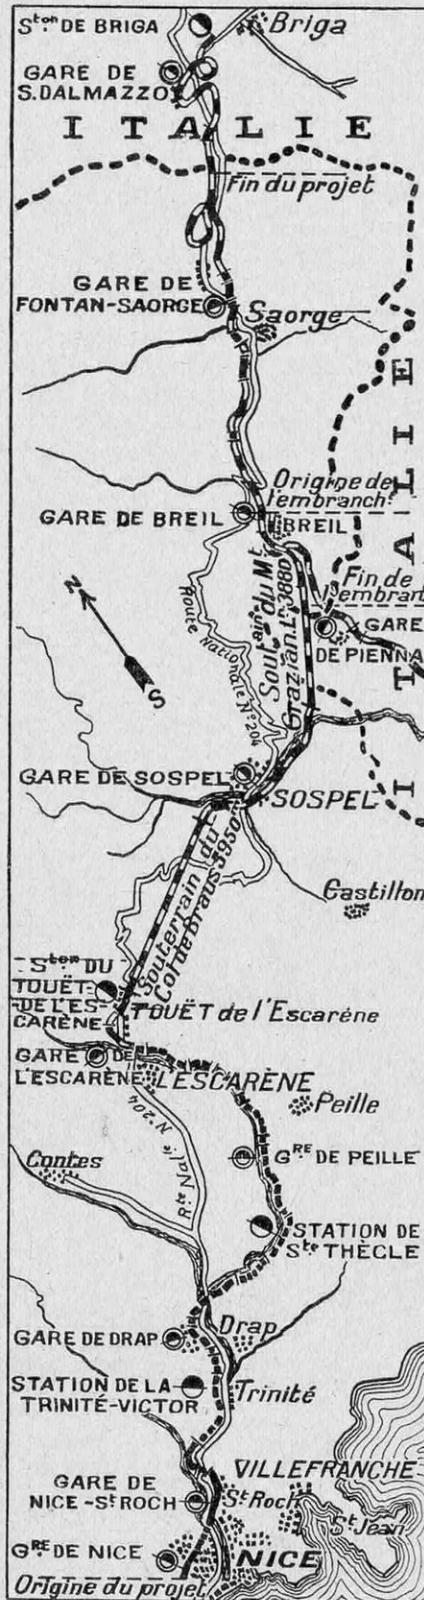 Ston DE BRIGA
Briga
GARE DE
S.DALMAZZO
ITALIE
Fin du projet
GARE DE
FONTAN-SAORGE
Saorge
ITALIE
Origine de
l'embranch.t
GARE DE BREIL
BREIL
Fin de
l'embrant
GARE
DE PIENNA
Route Nationale N° 204
Soutain du Mt
Grazian. Lr 3880
N
S
GARE DE SOSPEL
SOSPEL
Souterrain du
Col de Braus 5950
Castillon
Ston DU
TOUËT
DE L'ES-
CARÈNE
TOUËT de l'Escarène
GARE DE
L'ESCARÈNE
L'ESCARÈNE
Peille
Rte Nale N° 204
Contes
GRE DE PEILLE
STATION DE
Ste THÈCLE
GARE DE DRAP
Drap
STATION DE LA
TRINITÉ-VICTOR
Trinité
VILLEFRANCHE
GARE DE
NICE-St ROCH
St Roch
St Jean
GRE DE NICE
NICE
Origine du projet